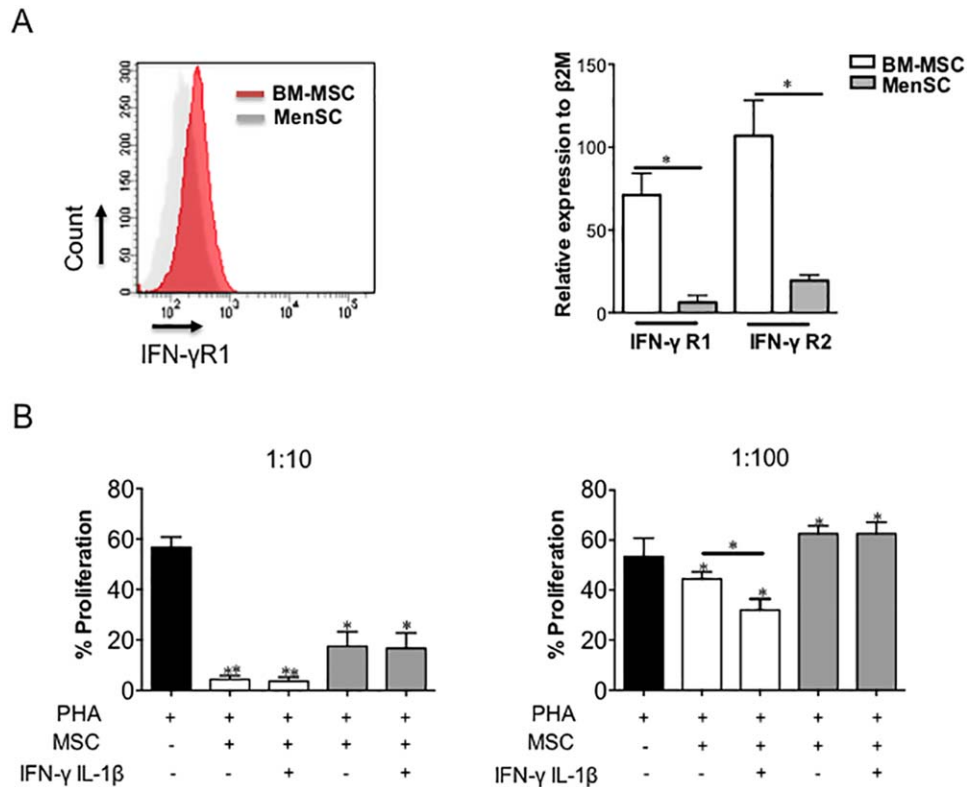 A
300
250
200
150
100
50
0
Count
BM-MSC
MenSC
10² 10³ 10⁴ 10⁵
IFN-γR1
150
100
50
0
Relative expression to β2M
BM-MSC
MenSC
*
*
IFN-γ R1 IFN-γ R2
B
1:10
80
60
40
20
0
% Proliferation
** ** * *
PHA + + + + +
MSC - + + + +
IFN-γ IL-1β - - + - +
1:100
80
60
40
20
0
% Proliferation
* * * * *
PHA + + + + +
MSC - + + + +
IFN-γ IL-1β - - + - +